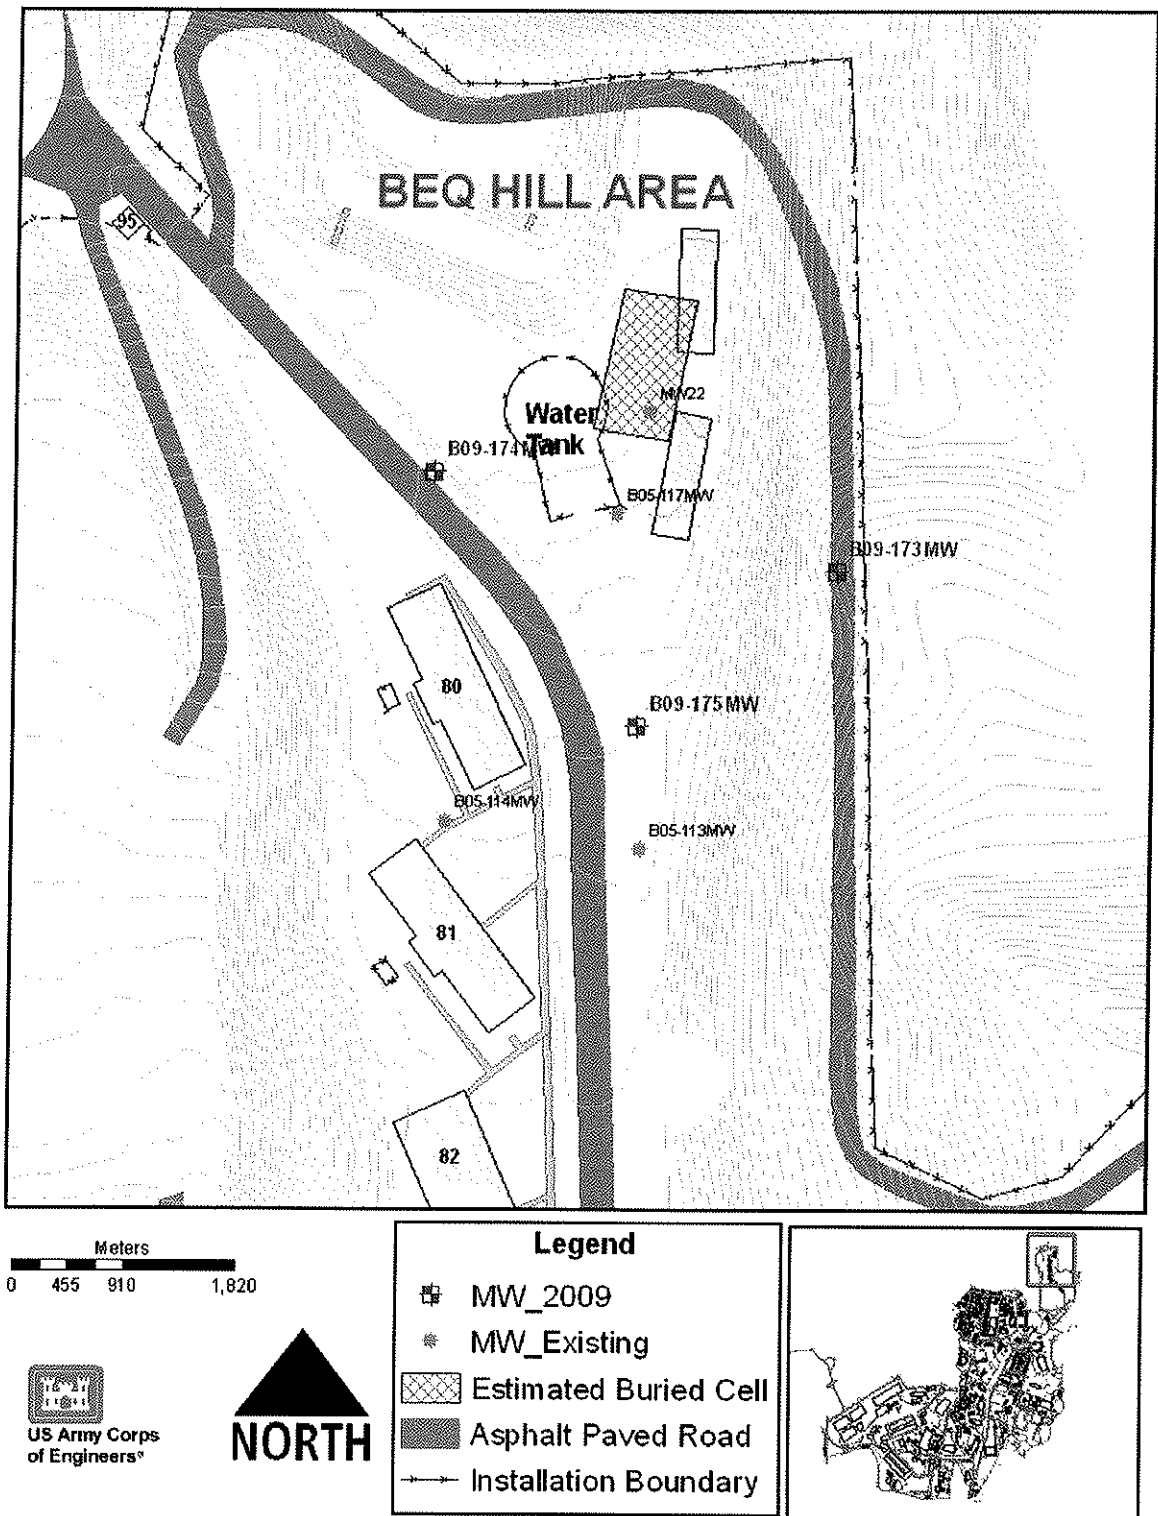 BEQ HILL AREA
95
MW22
Water
Tank
B09-174MW
B05-117MW
B09-173MW
80
B09-175MW
B05-114MW
B05-113MW
81
82
Meters
0 455 910 1,820
US Army Corps
of Engineers®
NORTH
Legend
MW_2009
MW_Existing
Estimated Buried Cell
Asphalt Paved Road
Installation Boundary